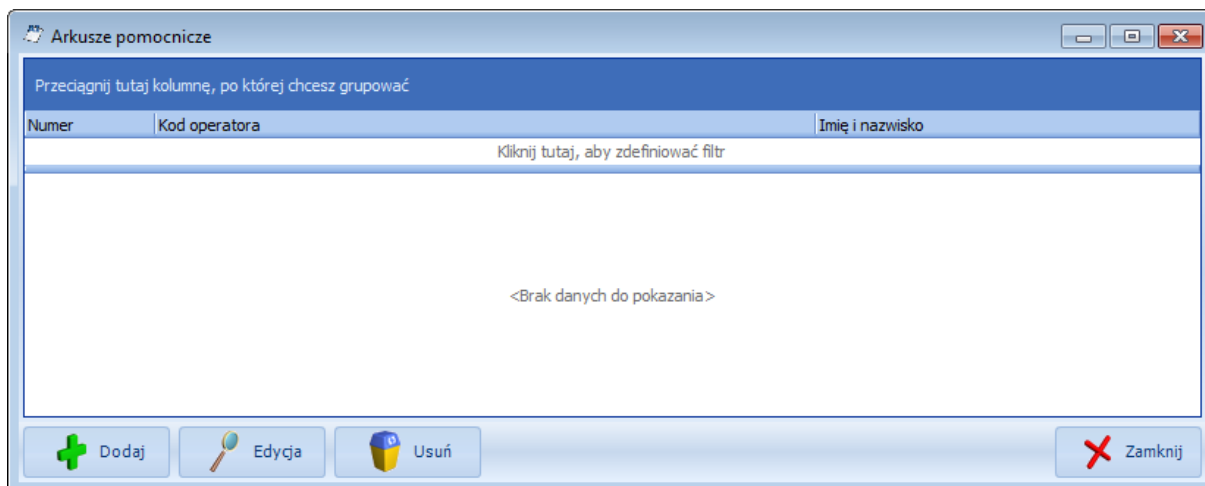 Arkusze pomocnicze
Przeciągnij tutaj kolumnę, po której chcesz grupować
Numer Kod operatora Imię i nazwisko
Kliknij tutaj, aby zdefiniować filtr
<Brak danych do pokazania>
Dodaj Edycja Usuń Zamknij